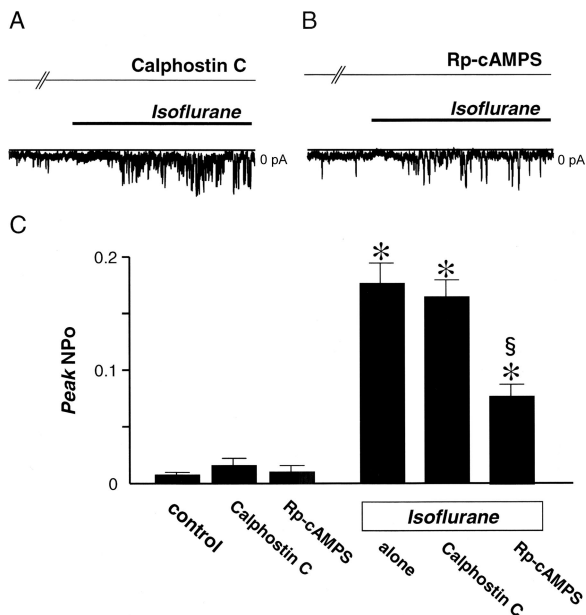 A
B
Calphostin C
Rp-cAMPS
Isoflurane
Isoflurane
0 pA
0 pA
C
Peak NPo
0.2
0.1
0
*
*
§
*
control
Calphostin C
Rp-cAMPS
Isoflurane
alone
Calphostin C
Rp-cAMPS